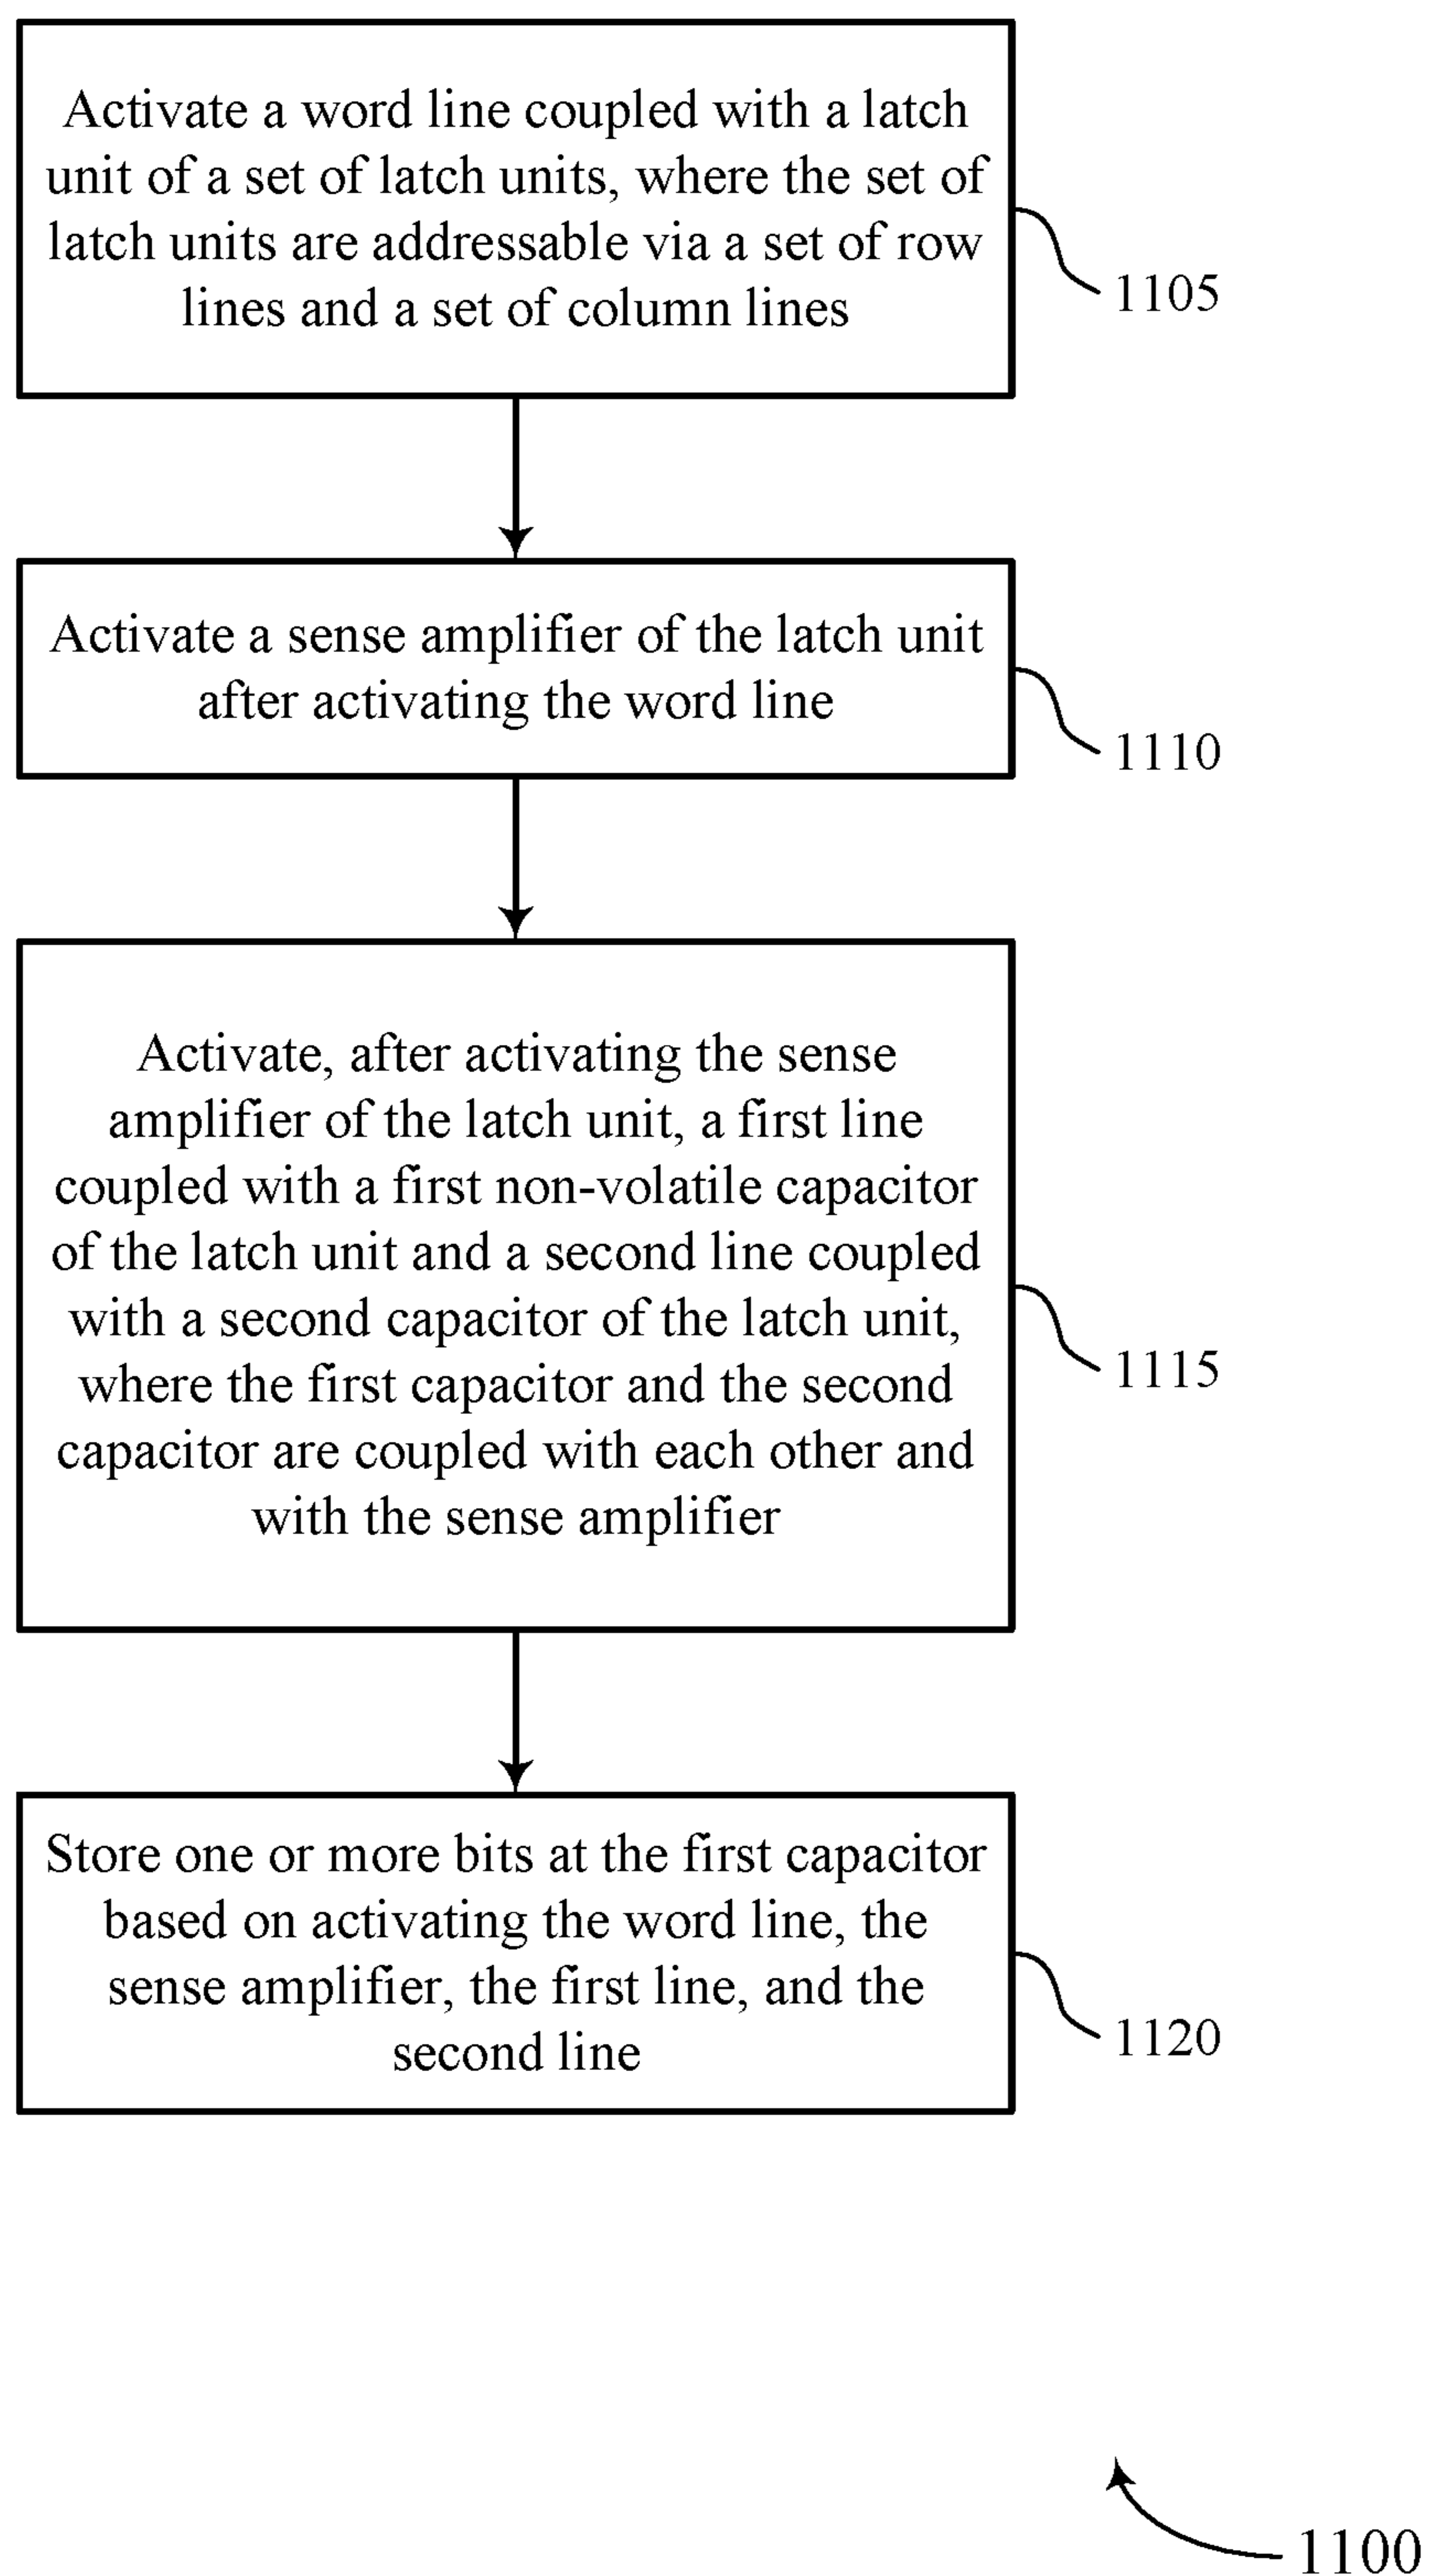 Activate a word line coupled with a latch
unit of a set of latch units, where the set of
latch units are addressable via a set of row
lines and a set of column lines
1105
Activate a sense amplifier of the latch unit
after activating the word line
1110
Activate, after activating the sense
amplifier of the latch unit, a first line
coupled with a first non-volatile capacitor
of the latch unit and a second line coupled
with a second capacitor of the latch unit,
where the first capacitor and the second
capacitor are coupled with each other and
with the sense amplifier
1115
Store one or more bits at the first capacitor
based on activating the word line, the
sense amplifier, the first line, and the
second line
1120
1100